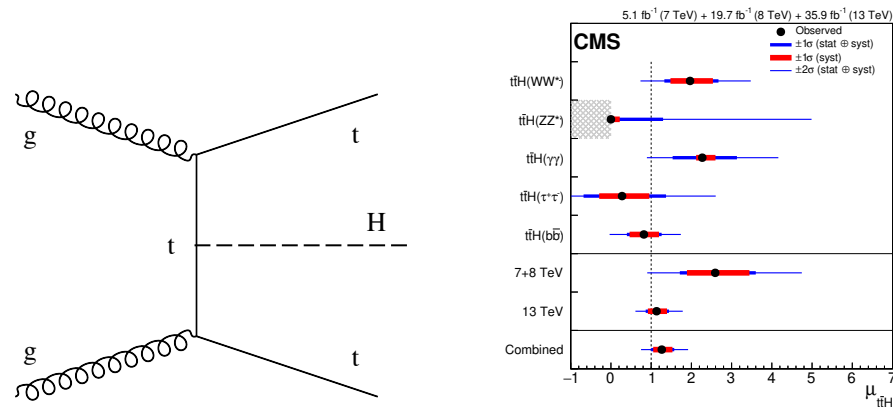 g
t
t
H
g
t
5.1 fb⁻¹ (7 TeV) + 19.7 fb⁻¹ (8 TeV) + 35.9 fb⁻¹ (13 TeV)
CMS
Observed
±1σ (stat ⊕ syst)
±1σ (syst)
±2σ (stat ⊕ syst)
tt̄H(WW*)
tt̄H(ZZ*)
tt̄H(γγ)
tt̄H(τ⁺τ⁻)
tt̄H(bb̄)
7+8 TeV
13 TeV
Combined
−1 0 1 2 3 4 5 6 7
μ tt̄H